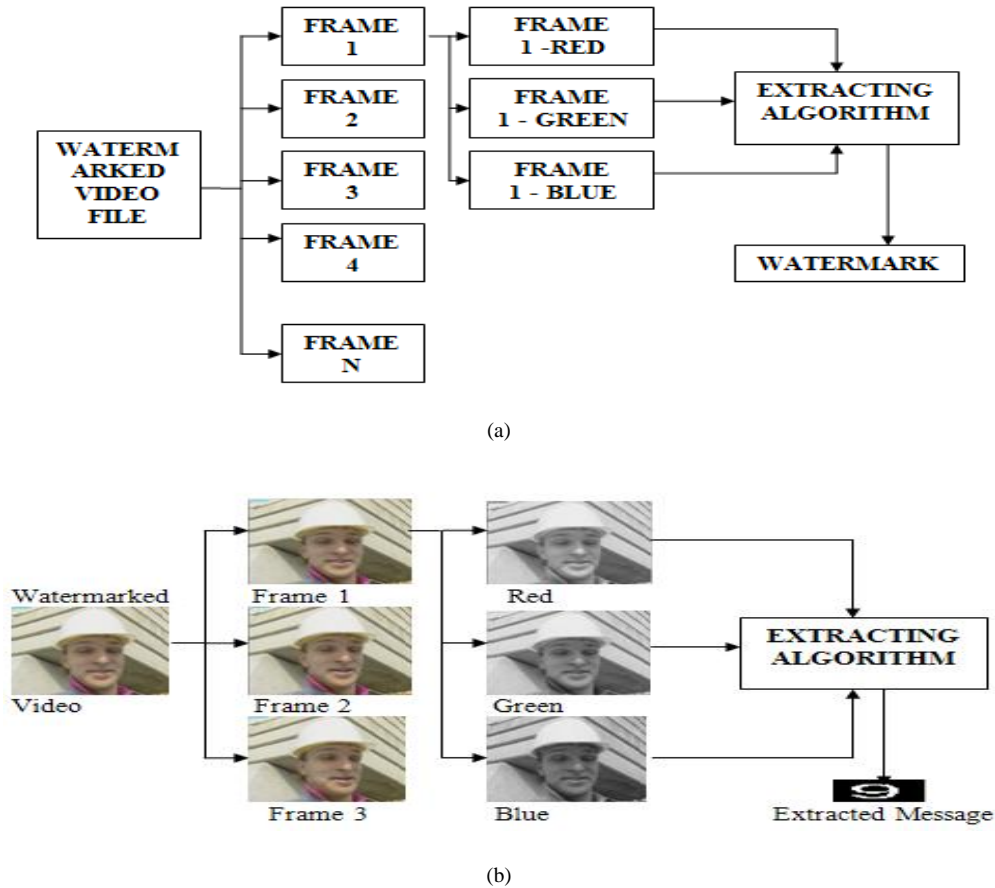 FRAME
1
FRAME
2
FRAME
3
FRAME
4
FRAME
N
WATERM
ARKED
VIDEO
FILE
FRAME
1 -RED
FRAME
1 - GREEN
FRAME
1 - BLUE
EXTRACTING
ALGORITHM
WATERMARK
(a)
Watermarked
Video
Frame 1
Frame 2
Frame 3
Red
Green
Blue
EXTRACTING
ALGORITHM
9
Extracted Message
(b)